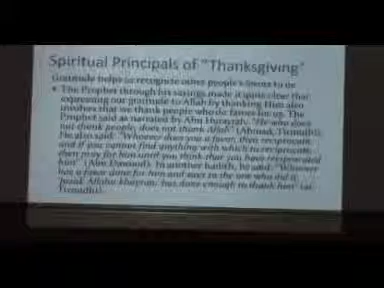 Spiritual Principals of "Thanksgiving"
Gratitude helps to recognize other people's favors to us
• The Prophet through his sayings made it quite clear that
expressing our gratitude to Allah by thanking Him also
involves that we thank people who do favors for us. The
Prophet said as narrated by Abu Hurayrah: "He who does
not thank people, does not thank Allah" (Ahmad, Tirmidhi).
He also said: "Whoever does you a favor, then reciprocate,
and if you cannot find anything with which to reciprocate,
then pray for him until you think that you have reciprocated
him" (Abu Dawood). In another hadith, he said: "Whoever
has a favor done for him and says to the one who did it,
'Jazak Allahu khayran,' has done enough to thank him" (al-
Tirmidhi).